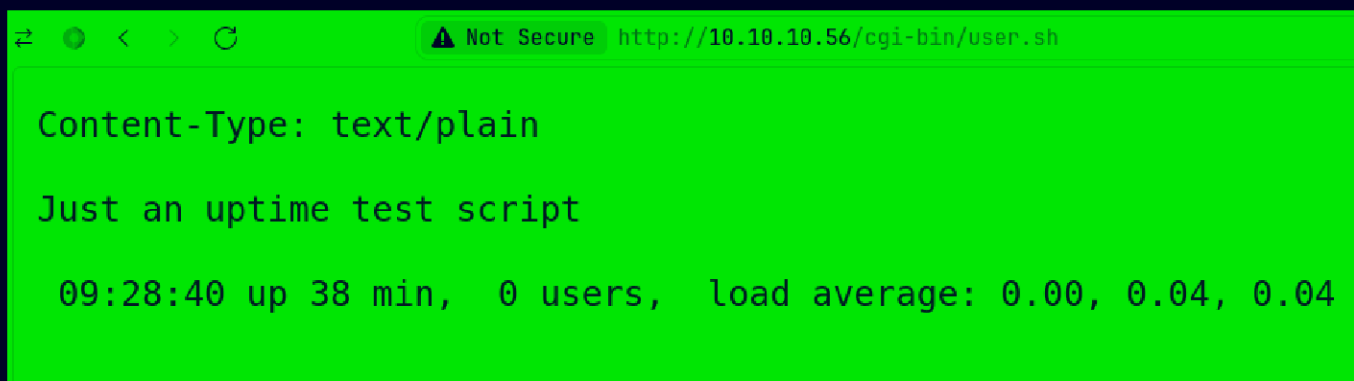 Not Secure http://10.10.10.56/cgi-bin/user.sh
Content-Type: text/plain
Just an uptime test script
09:28:40 up 38 min, 0 users, load average: 0.00, 0.04, 0.04